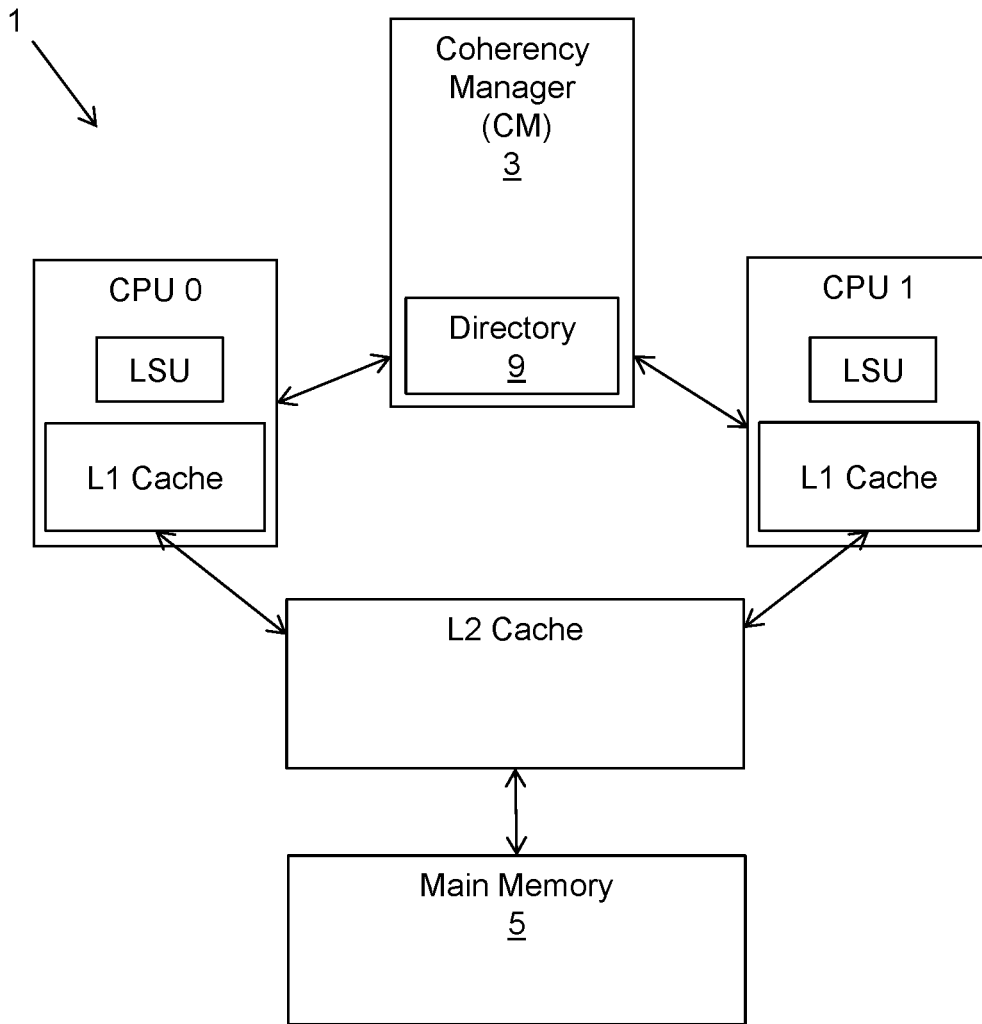 1
Coherency
Manager
(CM)
3
Directory
9
CPU 0
LSU
L1 Cache
CPU 1
LSU
L1 Cache
L2 Cache
Main Memory
5